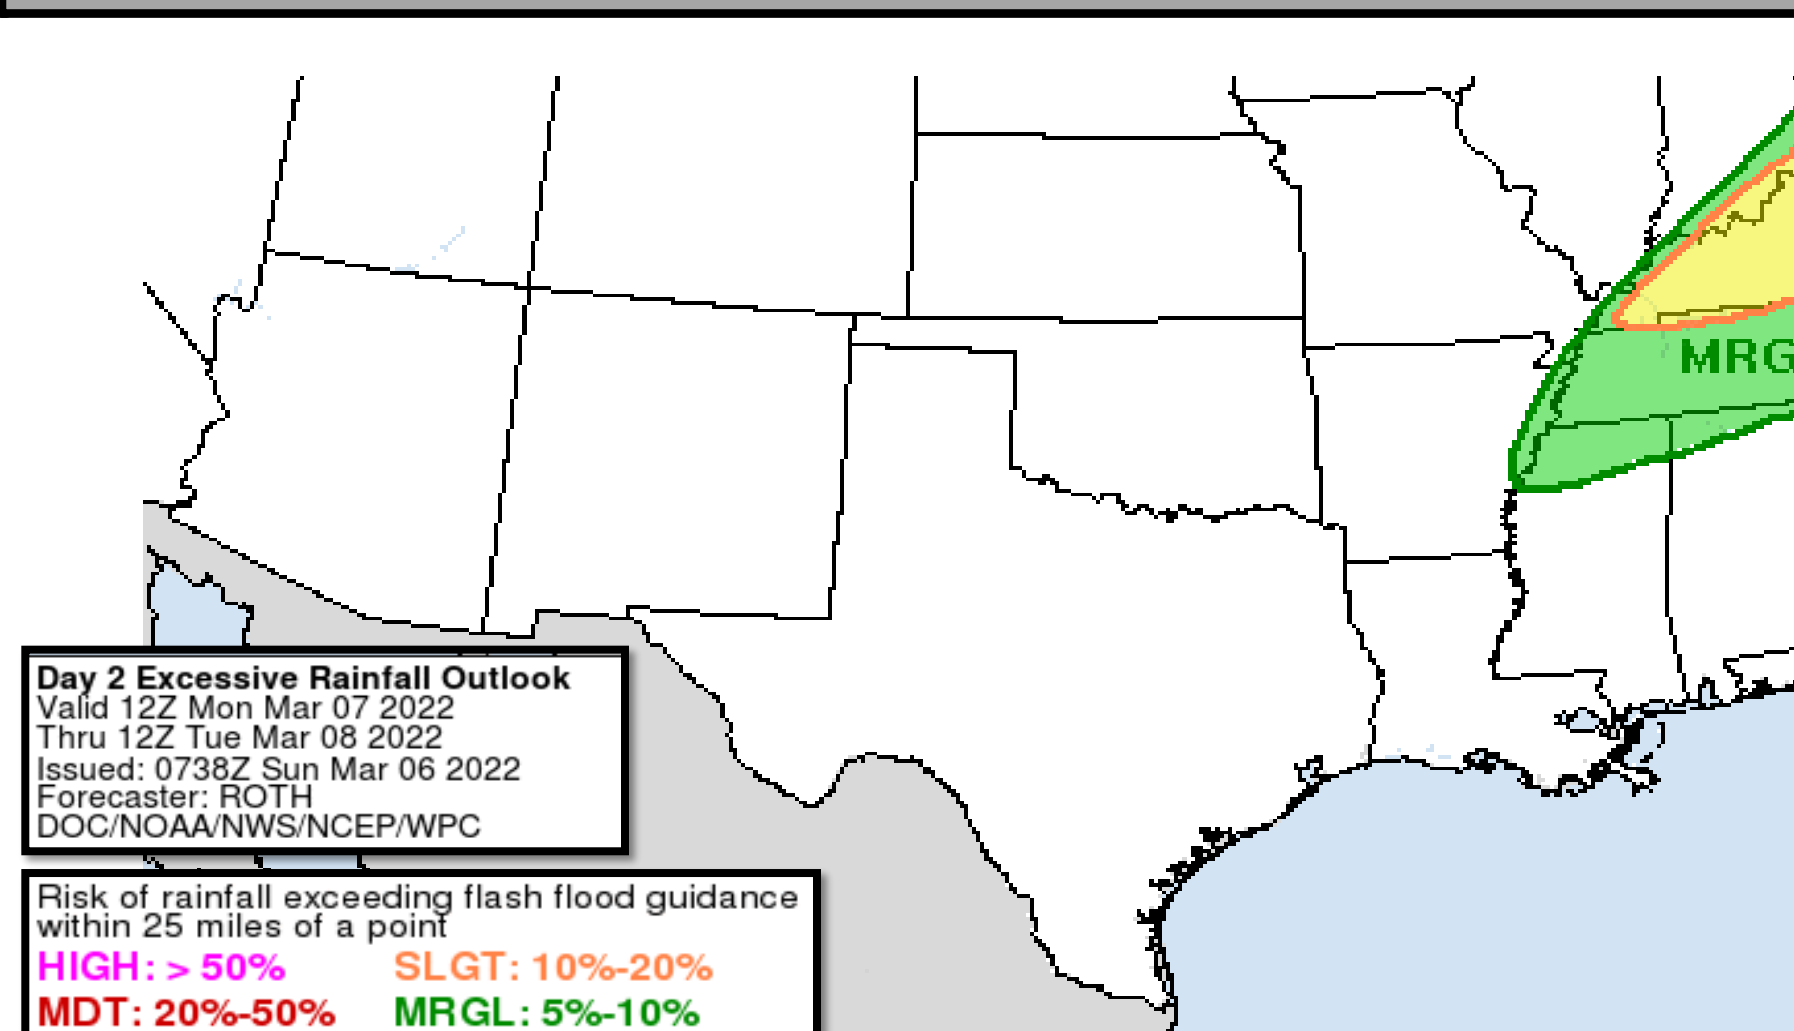 MRG
Day 2 Excessive Rainfall Outlook
Valid 12Z Mon Mar 07 2022
Thru 12Z Tue Mar 08 2022
Issued: 0738Z Sun Mar 06 2022
Forecaster: ROTH
DOC/NOAA/NWS/NCEP/WPC
Risk of rainfall exceeding flash flood guidance
within 25 miles of a point
HIGH: > 50% SLGT: 10%-20%
MDT: 20%-50% MRGL: 5%-10%